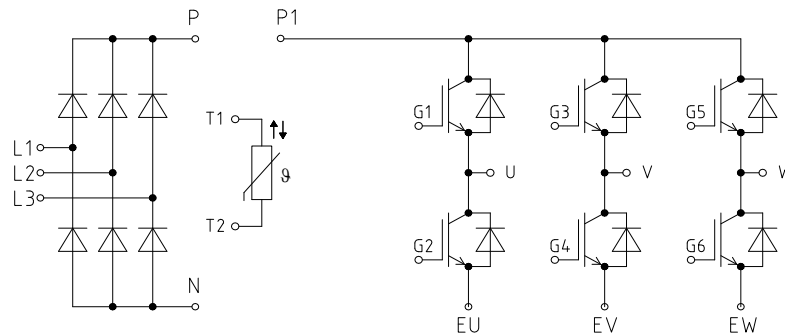 P P1
G1 G3 G5
T1
L1
L2 U V
L3 ϑ
T2
G2 G4 G6
N
EU EV EW